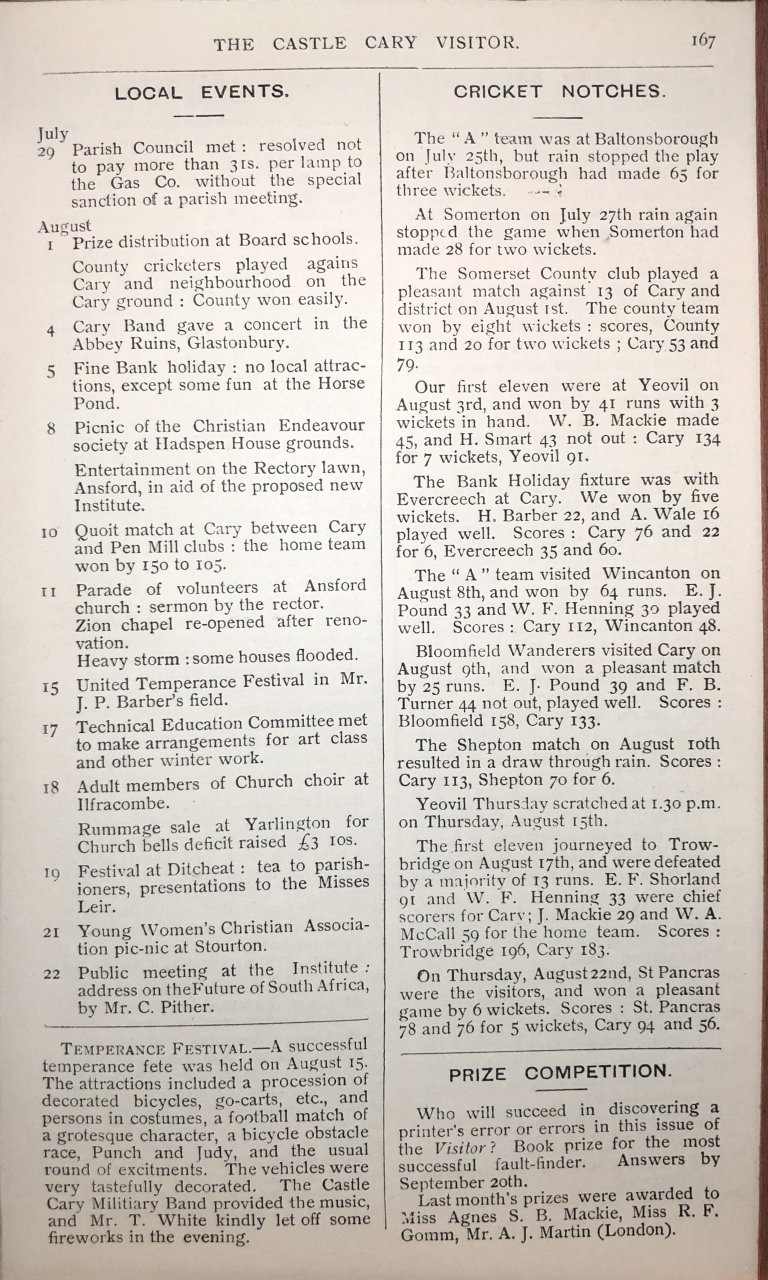 THE CASTLE CARY VISITOR. 167
LOCAL EVENTS.
July
29 Parish Council met : resolved not
to pay more than 31s. per lamp to
the Gas Co. without the special
sanction of a parish meeting.
August
1 Prize distribution at Board schools.
County cricketers played agains
Cary and neighbourhood on the
Cary ground : County won easily.
4 Cary Band gave a concert in the
Abbey Ruins, Glastonbury.
5 Fine Bank holiday : no local attrac-
tions, except some fun at the Horse
Pond.
8 Picnic of the Christian Endeavour
society at Hadspen House grounds.
Entertainment on the Rectory lawn,
Ansford, in aid of the proposed new
Institute.
10 Quoit match at Cary between Cary
and Pen Mill clubs : the home team
won by 150 to 105.
11 Parade of volunteers at Ansford
church : sermon by the rector.
Zion chapel re-opened after reno-
vation.
Heavy storm : some houses flooded.
15 United Temperance Festival in Mr.
J. P. Barber's field.
17 Technical Education Committee met
to make arrangements for art class
and other winter work.
18 Adult members of Church choir at
Ilfracombe.
Rummage sale at Yarlington for
Church bells deficit raised £3 10s.
19 Festival at Ditcheat : tea to parish-
ioners, presentations to the Misses
Leir.
21 Young Women's Christian Associa-
tion pic-nic at Stourton.
22 Public meeting at the Institute :
address on the Future of South Africa,
by Mr. C. Pither.
TEMPERANCE FESTIVAL.—A successful
temperance fete was held on August 15.
The attractions included a procession of
decorated bicycles, go-carts, etc., and
persons in costumes, a football match of
a grotesque character, a bicycle obstacle
race, Punch and Judy, and the usual
round of excitments. The vehicles were
very tastefully decorated. The Castle
Cary Militiary Band provided the music,
and Mr. T. White kindly let off some
fireworks in the evening.
CRICKET NOTCHES.
The "A" team was at Baltonsborough
on July 25th, but rain stopped the play
after Baltonsborough had made 65 for
three wickets.
At Somerton on July 27th rain again
stopped the game when Somerton had
made 28 for two wickets.
The Somerset County club played a
pleasant match against 13 of Cary and
district on August 1st. The county team
won by eight wickets : scores, County
113 and 20 for two wickets ; Cary 53 and
79.
Our first eleven were at Yeovil on
August 3rd, and won by 41 runs with 3
wickets in hand. W. B. Mackie made
45, and H. Smart 43 not out : Cary 134
for 7 wickets, Yeovil 91.
The Bank Holiday fixture was with
Evercreech at Cary. We won by five
wickets. H. Barber 22, and A. Wale 16
played well. Scores : Cary 76 and 22
for 6, Evercreech 35 and 60.
The "A" team visited Wincanton on
August 8th, and won by 64 runs. E. J.
Pound 33 and W. F. Henning 30 played
well. Scores : Cary 112, Wincanton 48.
Bloomfield Wanderers visited Cary on
August 9th, and won a pleasant match
by 25 runs. E. J. Pound 39 and F. B.
Turner 44 not out, played well. Scores :
Bloomfield 158, Cary 133.
The Shepton match on August 10th
resulted in a draw through rain. Scores :
Cary 113, Shepton 70 for 6.
Yeovil Thursday scratched at 1.30 p.m.
on Thursday, August 15th.
The first eleven journeyed to Trow-
bridge on August 17th, and were defeated
by a majority of 13 runs. E. F. Shorland
91 and W. F. Henning 33 were chief
scorers for Cary; J. Mackie 29 and W. A.
McCall 59 for the home team. Scores :
Trowbridge 196, Cary 183.
On Thursday, August 22nd, St Pancras
were the visitors, and won a pleasant
game by 6 wickets. Scores : St. Pancras
78 and 76 for 5 wickets, Cary 94 and 56.
PRIZE COMPETITION.
Who will succeed in discovering a
printer's error or errors in this issue of
the Visitor? Book prize for the most
successful fault-finder. Answers by
September 20th.
Last month's prizes were awarded to
Miss Agnes S. B. Mackie, Miss R. F.
Gomm, Mr. A. J. Martin (London).